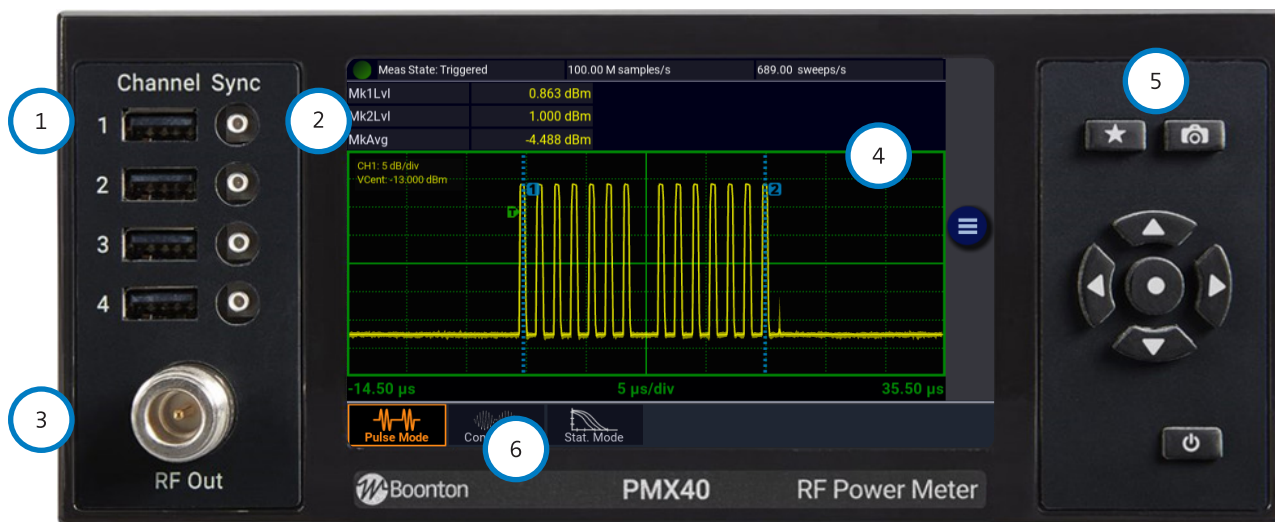 Channel Sync
1
1
2
3
4
2
3
RF Out
Meas State: Triggered 100.00 M samples/s 689.00 sweeps/s
Mk1Lvl 0.863 dBm
Mk2Lvl 1.000 dBm
MkAvg -4.488 dBm
4
CH1: 5 dB/div
VCent: -13.000 dBm
1
2
T
-14.50 µs 5 µs/div 35.50 µs
Pulse Mode
Stat. Mode
6
Boonton PMX40 RF Power Meter
5